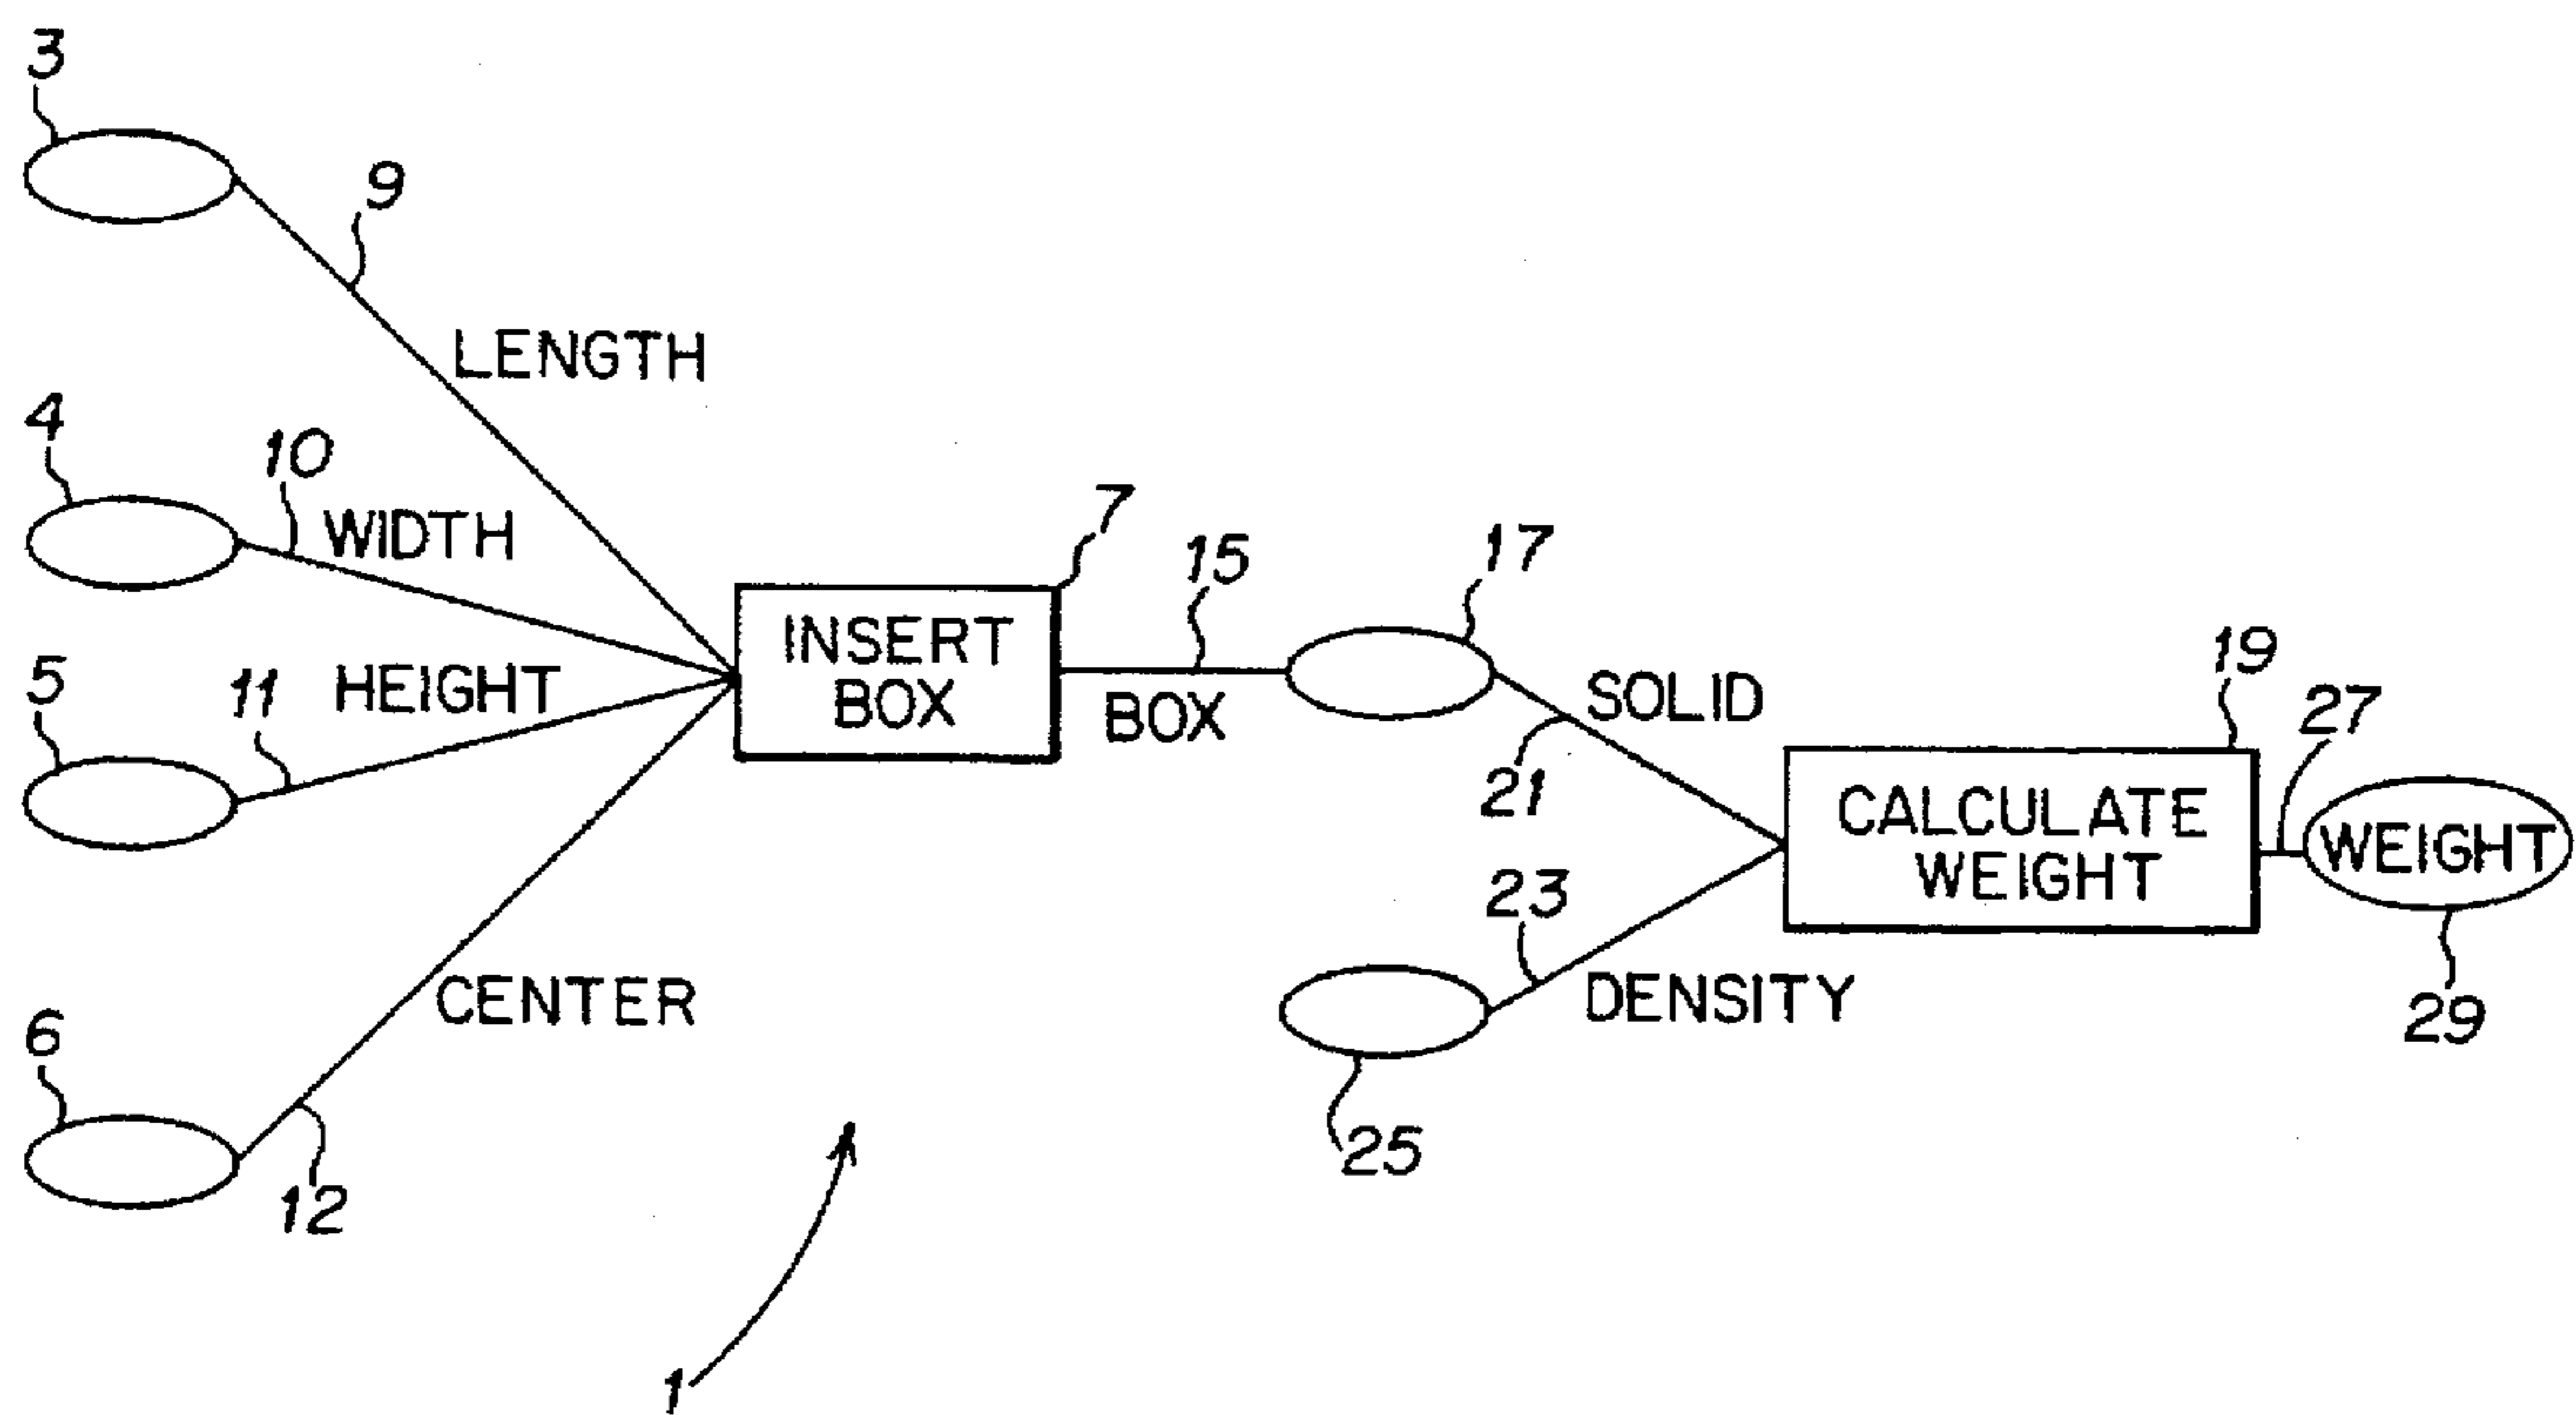 3
9
LENGTH
4
10
WIDTH
7
15
17
INSERT
BOX
BOX
5
11
HEIGHT
SOLID
21
19
27
CALCULATE
WEIGHT
WEIGHT
23
DENSITY
29
6
CENTER
25
12
1